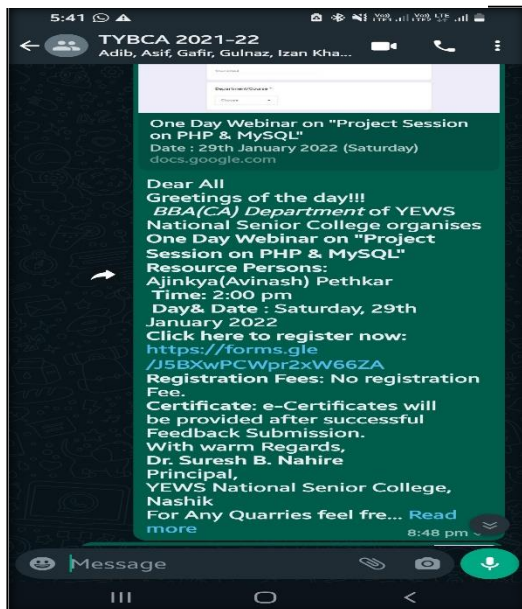 5:41
TYBCA 2021-22
Adib, Asif, Gafir, Gulnaz, Izan Kha...
Department/Course *
Choose
One Day Webinar on "Project Session
on PHP & MySQL"
Date : 29th January 2022 (Saturday)
docs.google.com
Dear All
Greetings of the day!!!
BBA(CA) Department of YEWS
National Senior College organises
One Day Webinar on "Project
Session on PHP & MySQL"
Resource Persons:
Ajinkya(Avinash) Pethkar
Time: 2:00 pm
Day& Date : Saturday, 29th
January 2022
Click here to register now:
https://forms.gle
/J5BXwPCWpr2xW66ZA
Registration Fees: No registration
Fee.
Certificate: e-Certificates will
be provided after successful
Feedback Submission.
With warm Regards,
Dr. Suresh B. Nahire
Principal,
YEWS National Senior College,
Nashik
For Any Quarries feel fre... Read
more
8:48 pm
Message